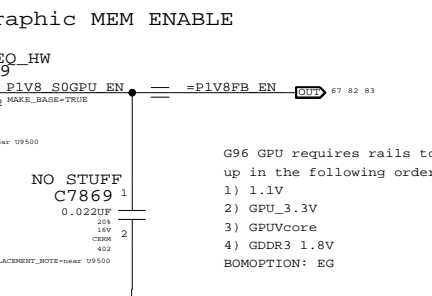 raphic MEM ENABLE
EQ_HW
9
P1V8_S0GPU_EN
=P1V8FB_EN
OUT
67 82 83
2
MAKE_BASE=TRUE
ear U9500
G96 GPU requires rails to
up in the following order
NO STUFF
1) 1.1V
C7869
1
2) GPU_3.3V
0.022UF
3) GPUVcore
20%
16V
2
CERM
402
4) GDDR3 1.8V
LACEMENT_NOTE=near U9500
BOMOPTION: EG